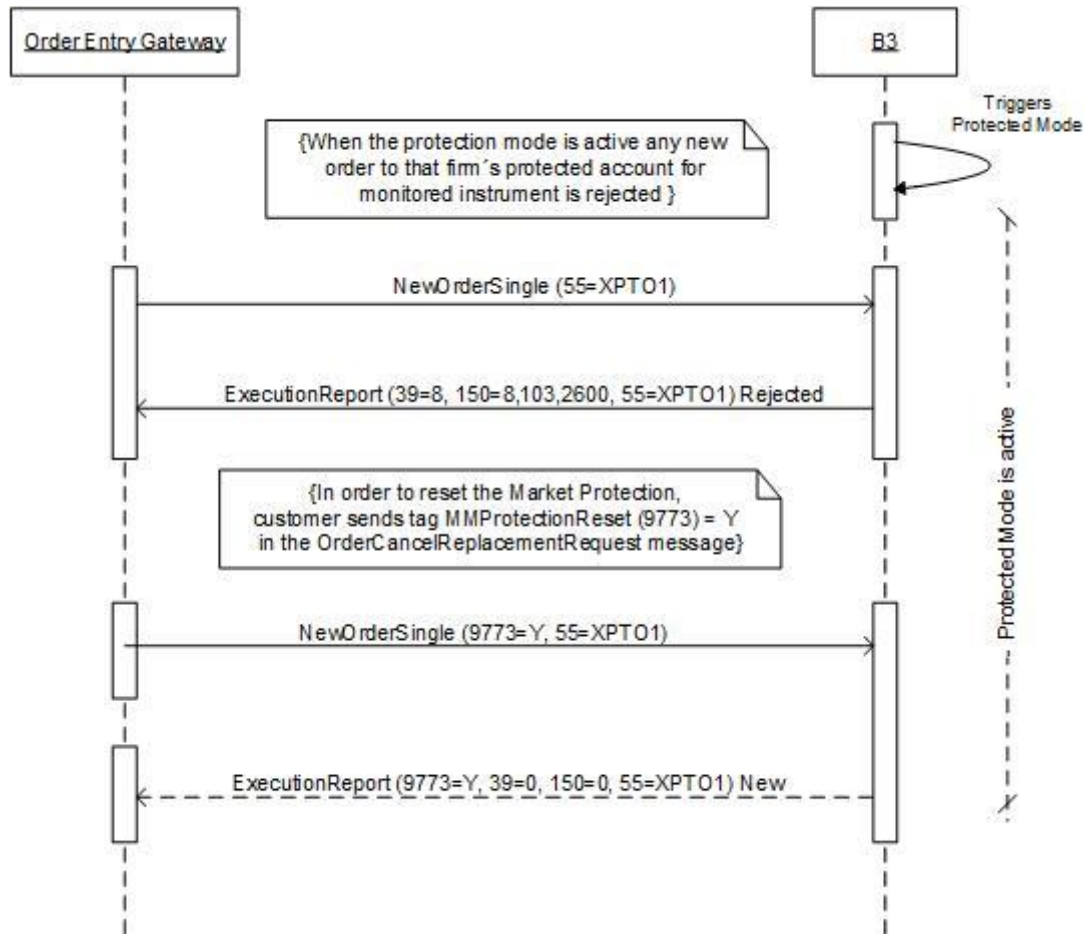 Order Entry Gateway
B3
Triggers
Protected Mode
{When the protection mode is active any new
order to that firm´s protected account for
monitored instrument is rejected }
NewOrderSingle (55=XPTO1)
ExecutionReport (39=8, 150=8,103,2600, 55=XPTO1) Rejected
Protected Mode is active
{In order to reset the Market Protection,
customer sends tag MMProtectionReset (9773) = Y
in the OrderCancelReplacementRequest message}
NewOrderSingle (9773=Y, 55=XPTO1)
ExecutionReport (9773=Y, 39=0, 150=0, 55=XPTO1) New